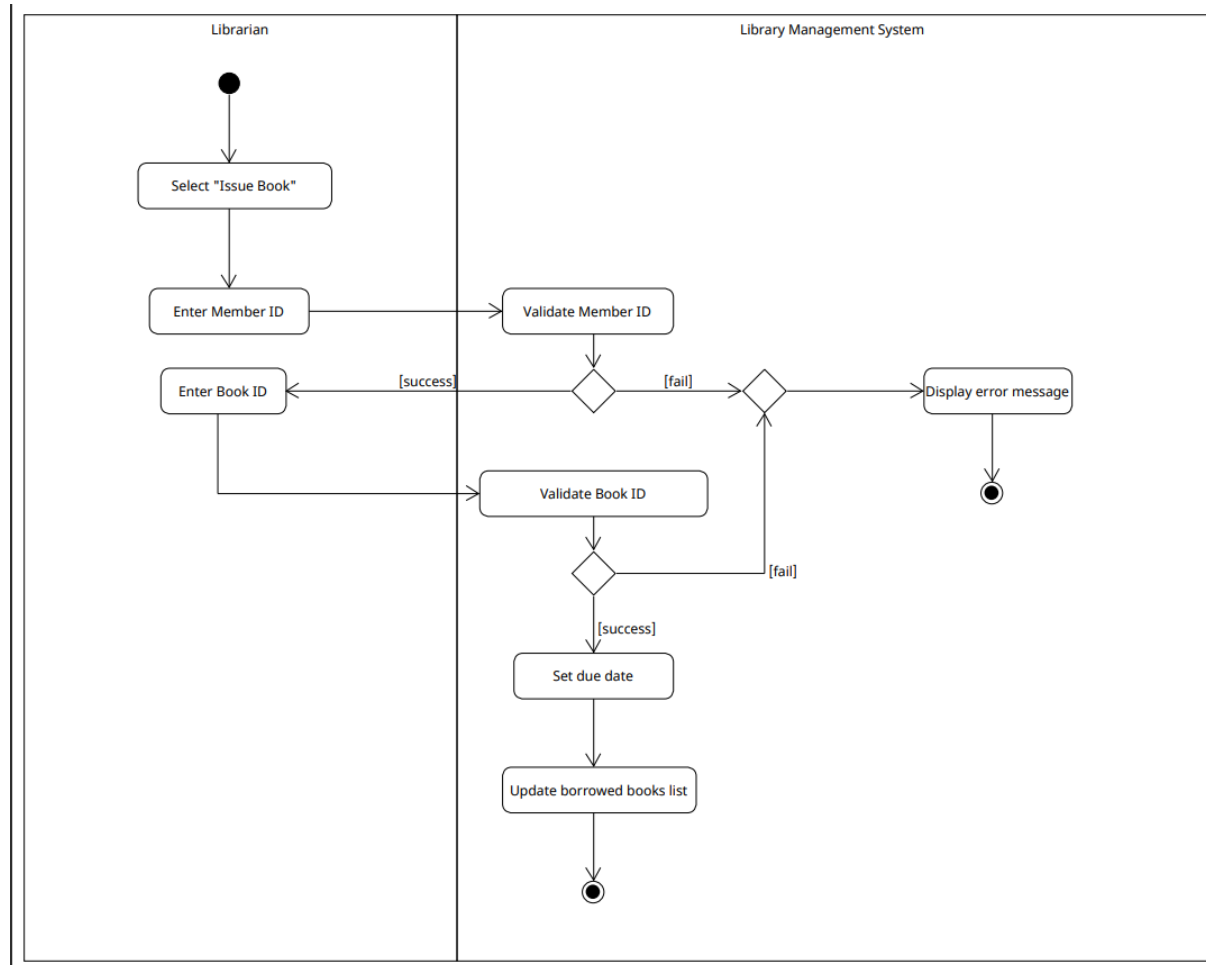 Librarian
Library Management System
Select "Issue Book"
Enter Member ID
Validate Member ID
Enter Book ID
[success]
[fail]
Display error message
Validate Book ID
[fail]
[success]
Set due date
Update borrowed books list